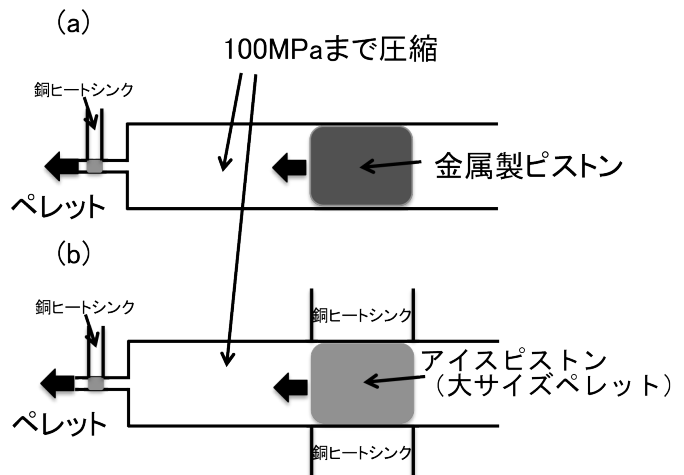 (a)
100MPaまで圧縮
銅ヒートシンク
金属製ピストン
ペレット
(b)
銅ヒートシンク
銅ヒートシンク
アイスピストン
（大サイズペレット）
ペレット
銅ヒートシンク